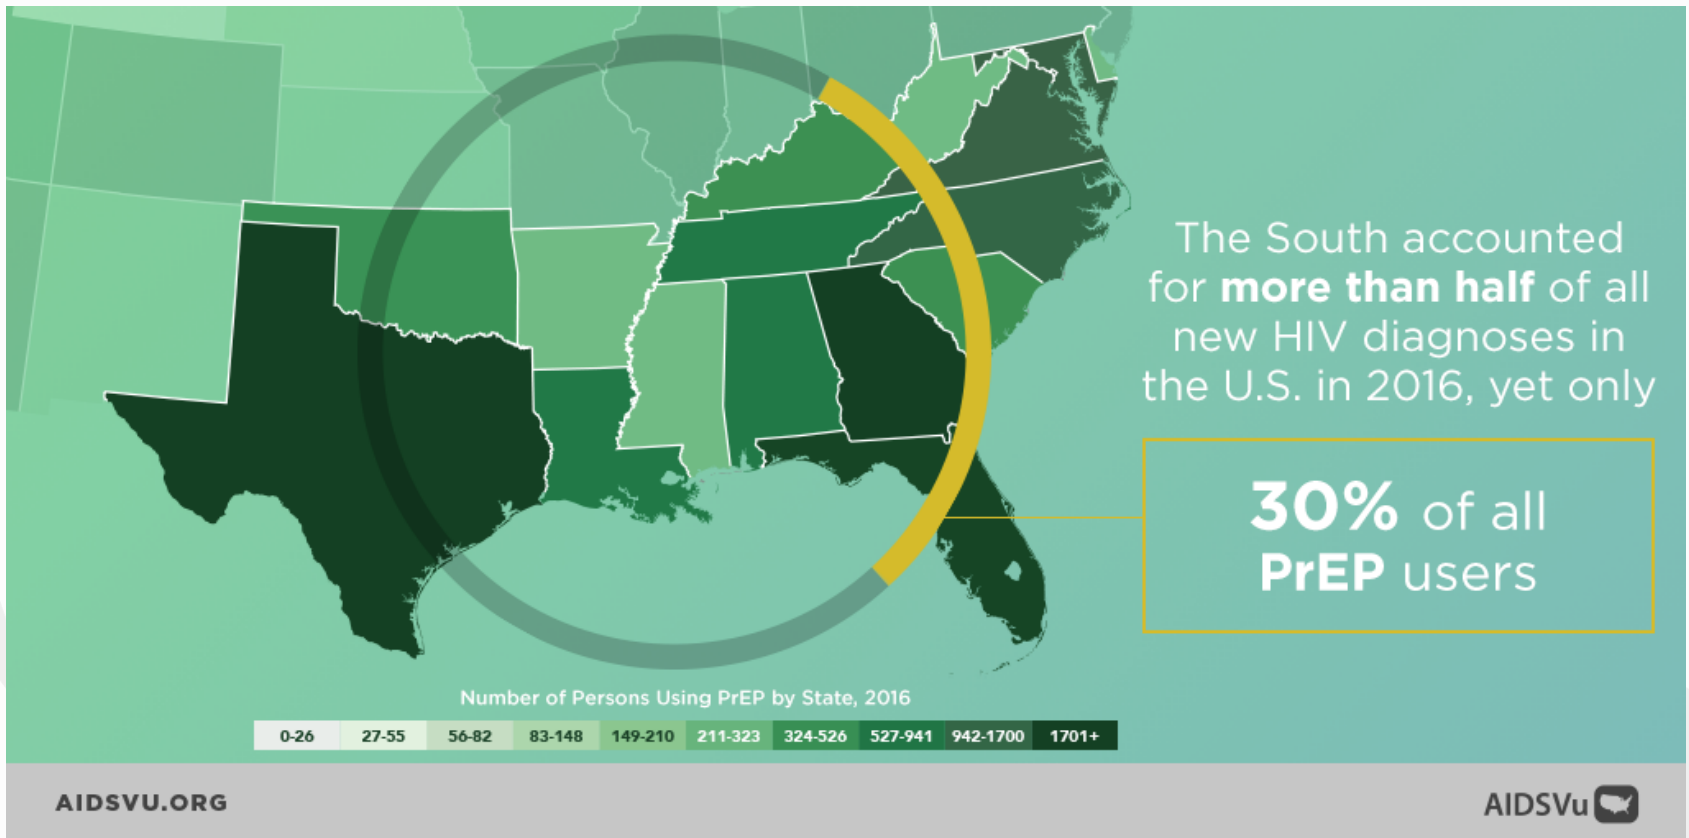 The South accounted
for more than half of all
new HIV diagnoses in
the U.S. in 2016, yet only
30% of all
PrEP users
Number of Persons Using PrEP by State, 2016
0-26 27-55 56-82 83-148 149-210 211-323 324-526 527-941 942-1700 1701+
AIDSVU.ORG
AIDSVu